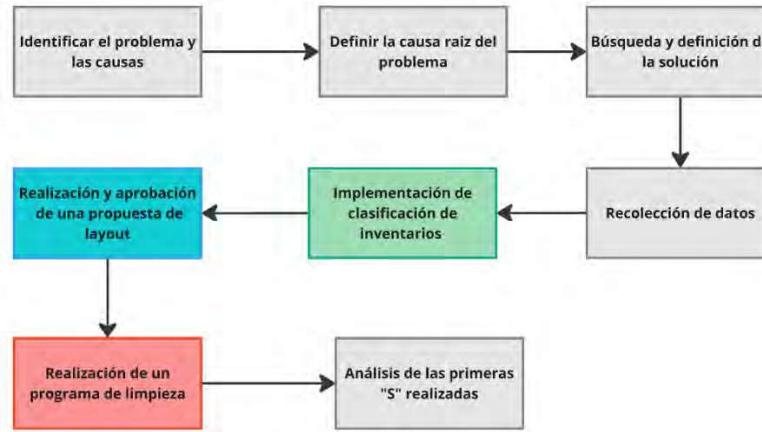 Identificar el problema y
las causas
Definir la causa raiz del
problema
Búsqueda y definición d
la solución
Recolección de datos
Implementación de
clasificación de
inventarios
Realización y aprobación
de una propuesta de
layout
Realización de un
programa de limpieza
Análisis de las primeras
"S" realizadas